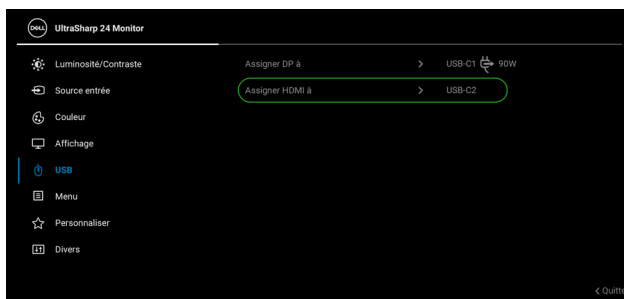 DELL UltraSharp 24 Monitor
Luminosité/Contraste
Assigner DP à > USB-C1 90W
Source entrée
Assigner HDMI à > USB-C2
Couleur
Affichage
USB
Menu
Personnaliser
Divers
< Quitte